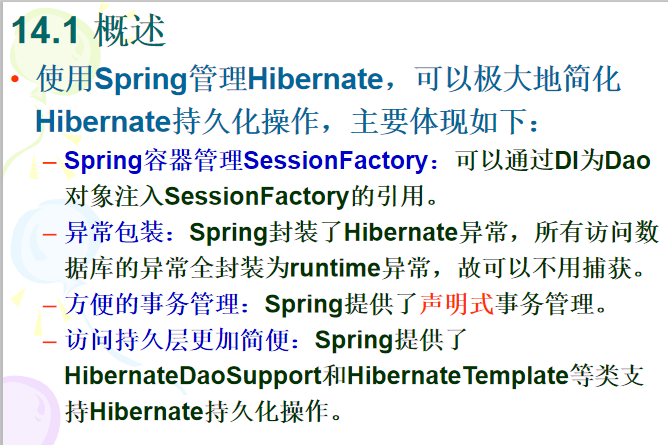 14.1 概述
• 使用Spring管理Hibernate，可以极大地简化
Hibernate持久化操作，主要体现如下：
– Spring容器管理SessionFactory：可以通过DI为Dao
对象注入SessionFactory的引用。
– 异常包装：Spring封装了Hibernate异常，所有访问数
据库的异常全封装为runtime异常，故可以不用捕获。
– 方便的事务管理：Spring提供了声明式事务管理。
– 访问持久层更加简便：Spring提供了
HibernateDaoSupport和HibernateTemplate等类支
持Hibernate持久化操作。